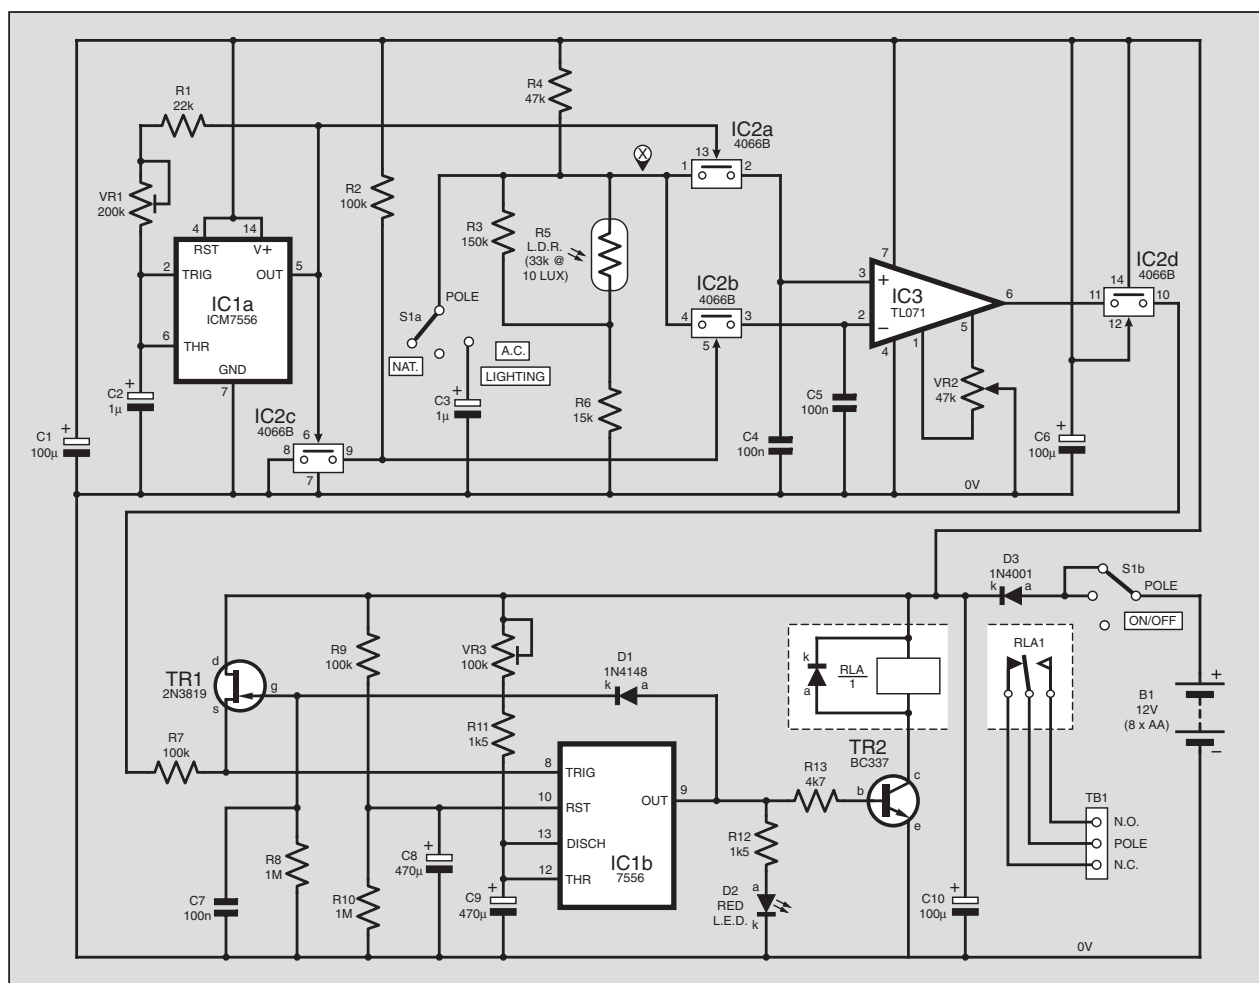 R1
22k
VR1
200k
4
14
RST
V+
2
TRIG
OUT
5
IC1a
ICM7556
6
THR
GND
7
C2
+
1µ
C1
+
100µ
IC2c
4066B
6
8
9
7
R2
100k
R4
47k
X
R3
150k
R5
L.D.R.
(33k @
10 LUX)
POLE
S1a
NAT.
A.C.
LIGHTING
C3
+
1µ
R6
15k
IC2a
4066B
13
1
2
IC2b
4066B
4
3
5
C4
100n
C5
100n
7
3
+
IC3
TL071
2
−
6
4
1
5
VR2
47k
IC2d
4066B
14
11
10
12
C6
+
100µ
0V
d
TR1
2N3819
g
s
R7
100k
R9
100k
VR3
100k
R11
1k5
D1
1N4148
k
a
8
TRIG
10
RST
OUT
9
13
DISCH
12
THR
IC1b
7556
C7
100n
R8
1M
R10
1M
C8
+
470µ
C9
+
470µ
R12
1k5
D2
RED
L.E.D.
a
k
R13
4k7
k
a
RLA
1
TR2
BC337
b
c
e
C10
+
100µ
D3
1N4001
k
a
S1b
POLE
ON/OFF
RLA1
B1
12V
(8 x AA)
+
−
TB1
N.O.
POLE
N.C.
0V